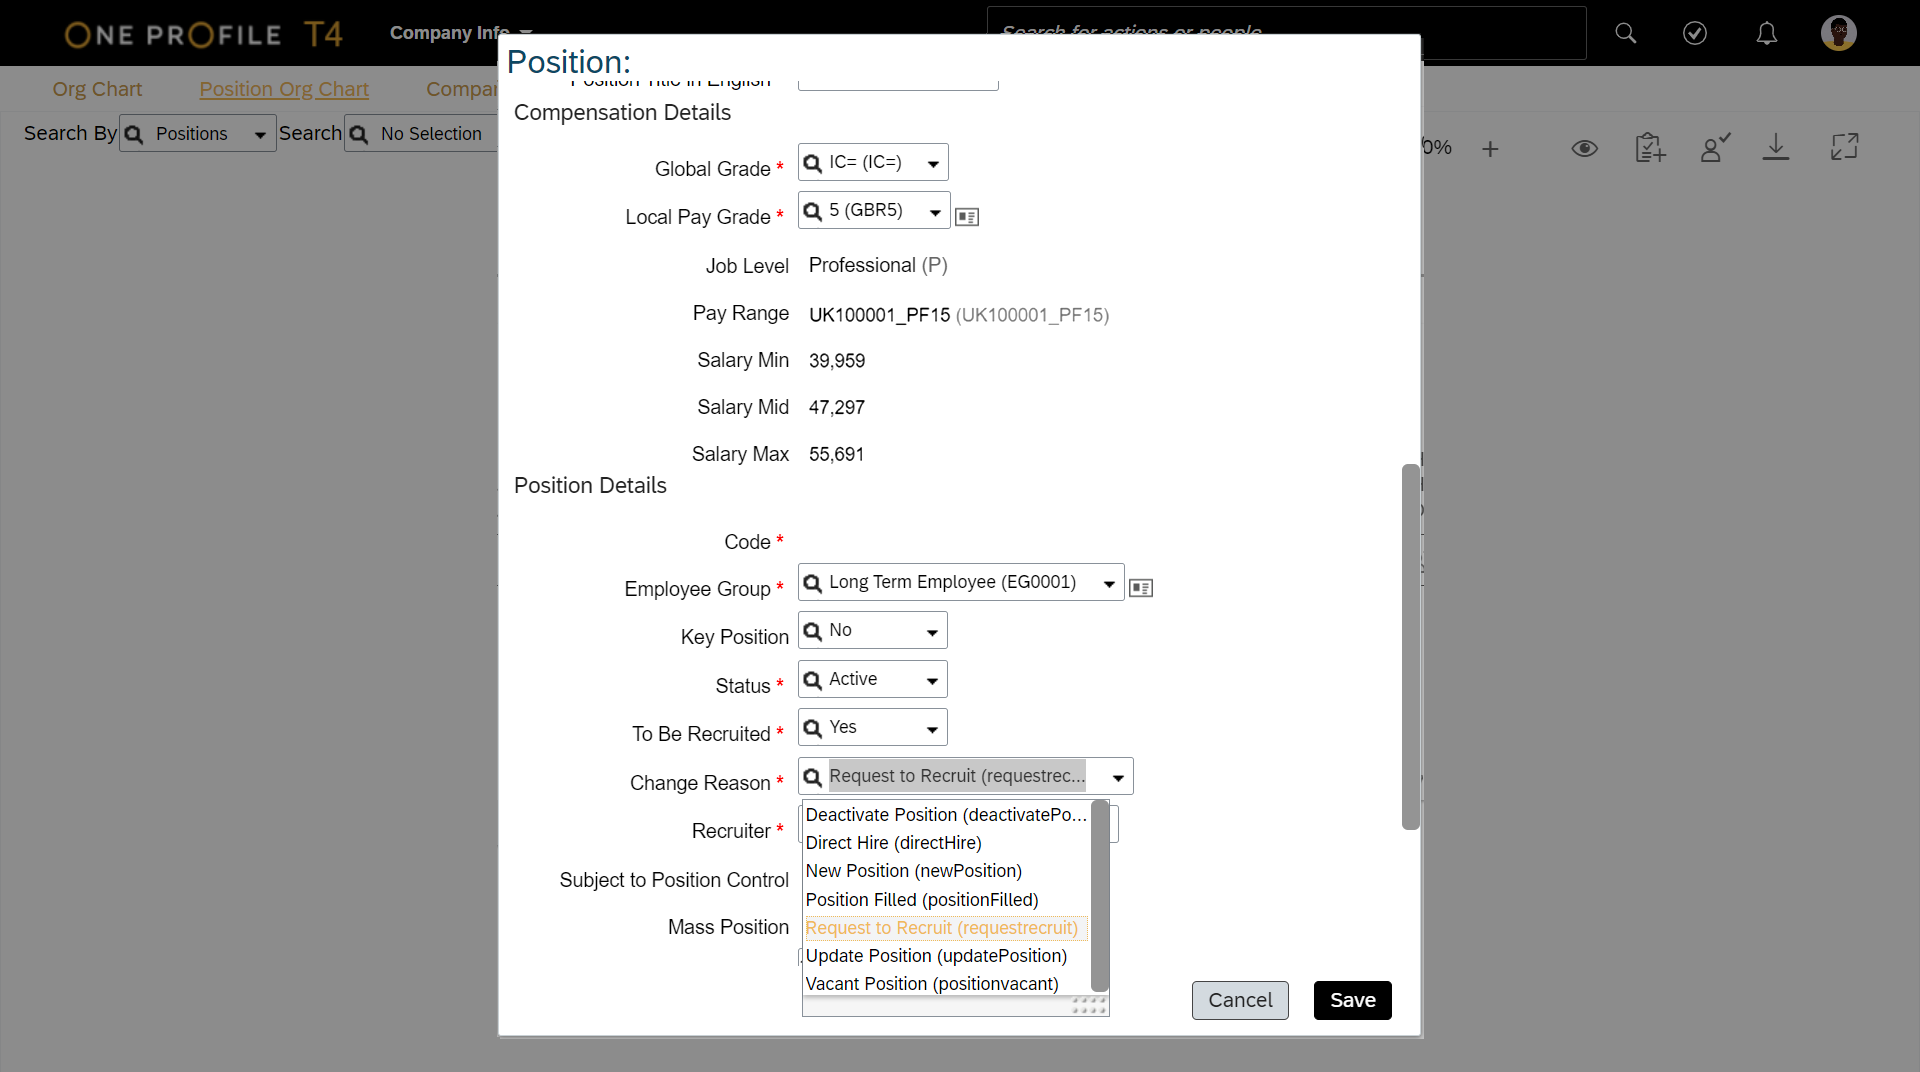 ONE PROFILE T4
Company Info
Search for actions or people
Position:
Org Chart
Position Org Chart
Position Title in English
Compensation Details
Search By
Positions
Search
No Selection
0%
Global Grade *
IC= (IC=)
Local Pay Grade *
5 (GBR5)
Job Level
Professional (P)
Pay Range
UK100001_PF15 (UK100001_PF15)
Salary Min
39,959
Salary Mid
47,297
Salary Max
55,691
Position Details
Code *
Employee Group *
Long Term Employee (EG0001)
Key Position
No
Status *
Active
To Be Recruited *
Yes
Change Reason *
Request to Recruit (requestrec...
Deactivate Position (deactivatePo...
Recruiter *
Direct Hire (directHire)
New Position (newPosition)
Subject to Position Control
Position Filled (positionFilled)
Mass Position
Request to Recruit (requestrecruit)
Update Position (updatePosition)
Vacant Position (positionvacant)
Cancel
Save